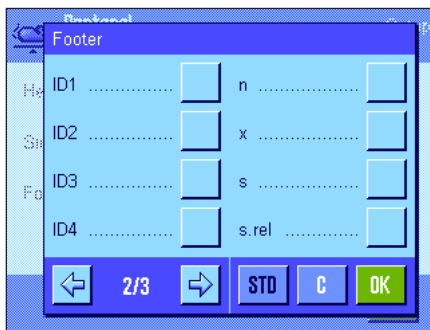 Footer
ID1 ................
ID2 ................
ID3 ................
ID4 ................
n ...................
x ...................
s ...................
s.rel ..............
2/3
STD
C
OK